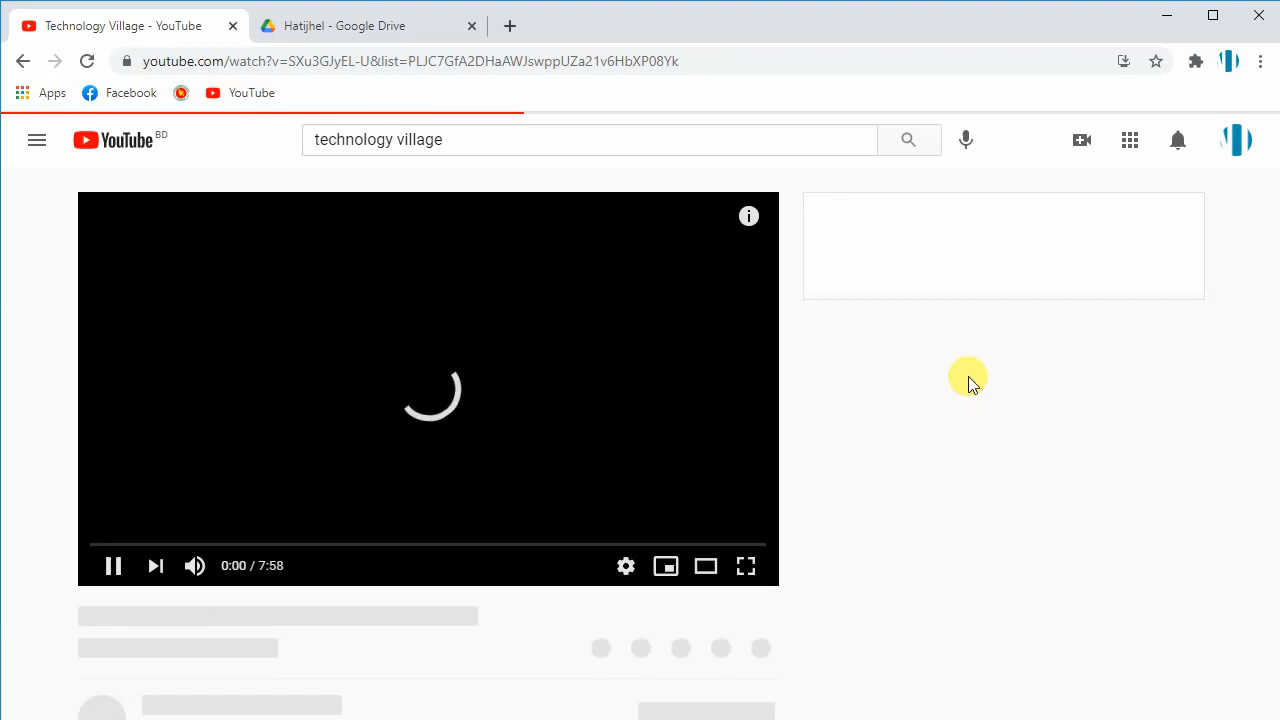 Technology Village - YouTube
Hatijhel - Google Drive
youtube.com/watch?v=SXu3GJyEL-U&list=PLJC7GfA2DHaAWlswppUZa21v6HbXP08Yk
Apps
Facebook
YouTube
YouTube BD
technology village
0:00 / 7:58